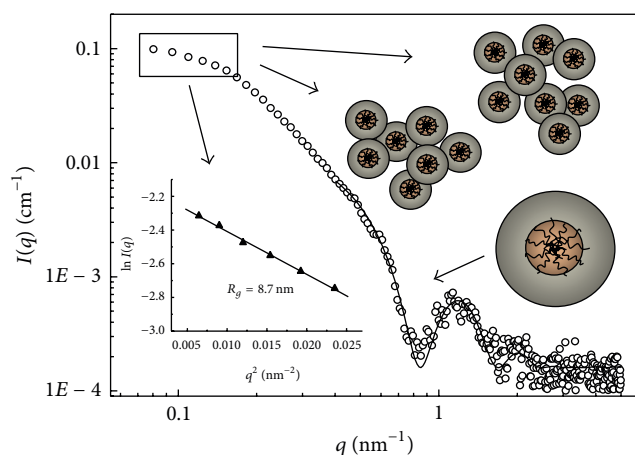 0.1
0.01
1E−3
1E−4
I(q) (cm⁻¹)
0.1
1
q (nm⁻¹)
−2.2
−2.4
−2.6
−2.8
−3.0
ln I(q)
R_g = 8.7 nm
0.005 0.010 0.015 0.020 0.025
q² (nm⁻²)